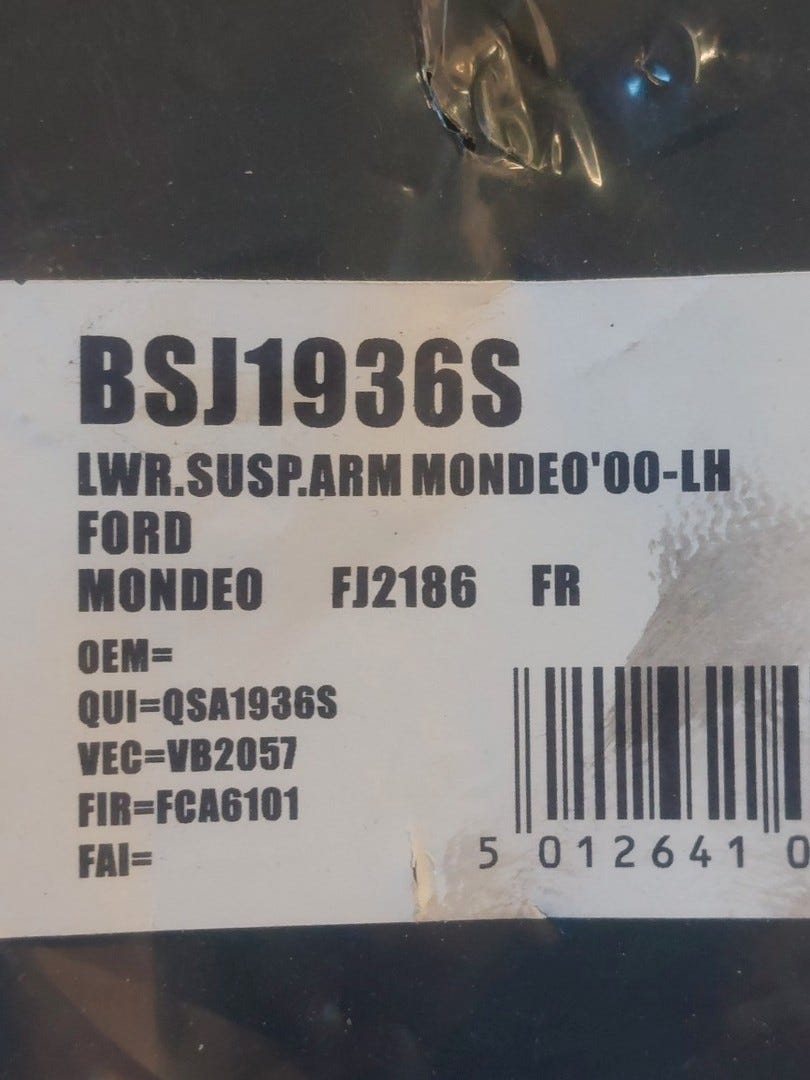 BSJ1936S
LWR.SUSP.ARM MONDEO'00-LH
FORD
MONDEO FJ2186 FR
OEM=
QUI=QSA1936S
VEC=VB2057
FIR=FCA6101
FAI=
5 012641 0